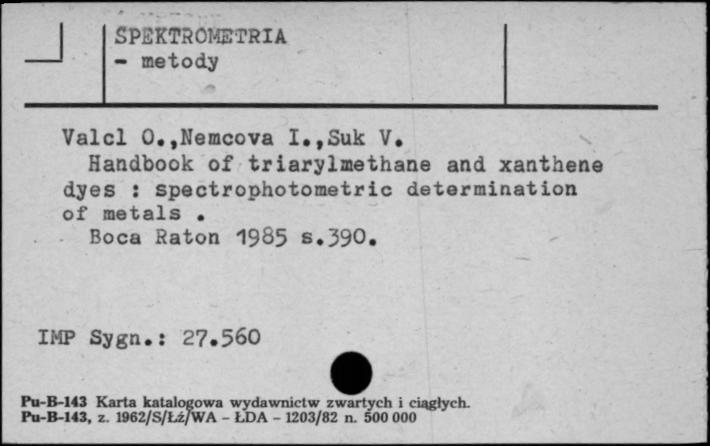 SPEKTROMETRIA
- metody
Valcl O.,Nemcova I.,Suk V.
Handbook of triarylmethane and xanthene
dyes : spectrophotometric determination
of metals .
Boca Raton 1985 s.390.
IMP Sygn.: 27.560
Pu-B-143 Karta katalogowa wydawnictw zwartych i ciągłych.
Pu-B-143, z. 1962/S/Łż/WA - ŁDA - 1203/82 n. 500 000